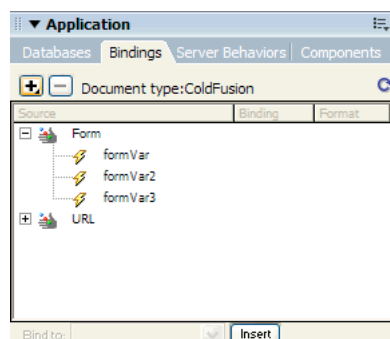 Application
Databases Bindings Server Behaviors Components
Document type:ColdFusion
Source Binding Format
Form
formVar
formVar2
formVar3
URL
Bind to: Insert